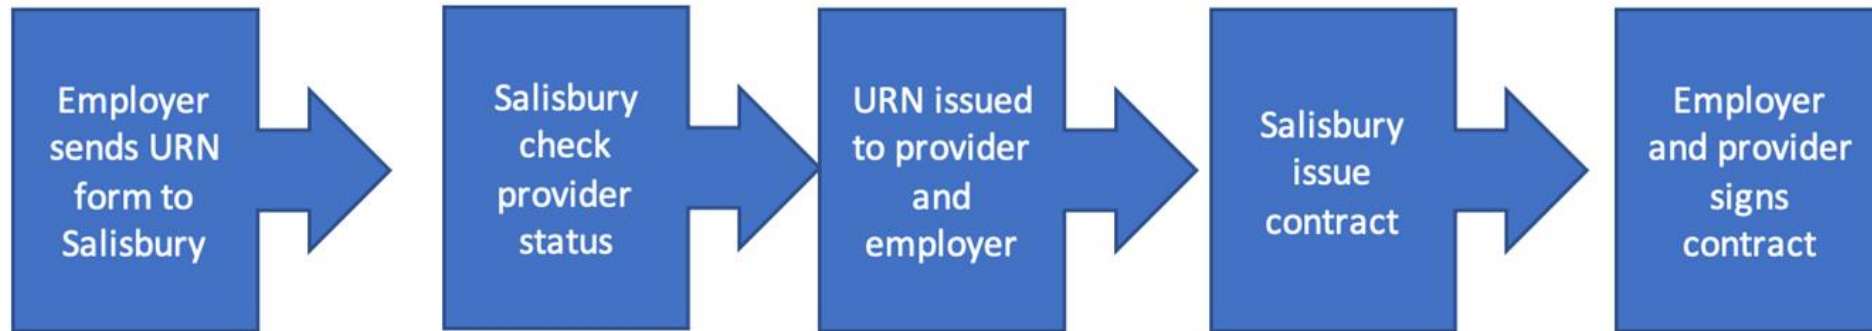 Employer
sends URN
form to
Salisbury
Salisbury
check
provider
status
URN issued
to provider
and
employer
Salisbury
issue
contract
Employer
and provider
signs
contract